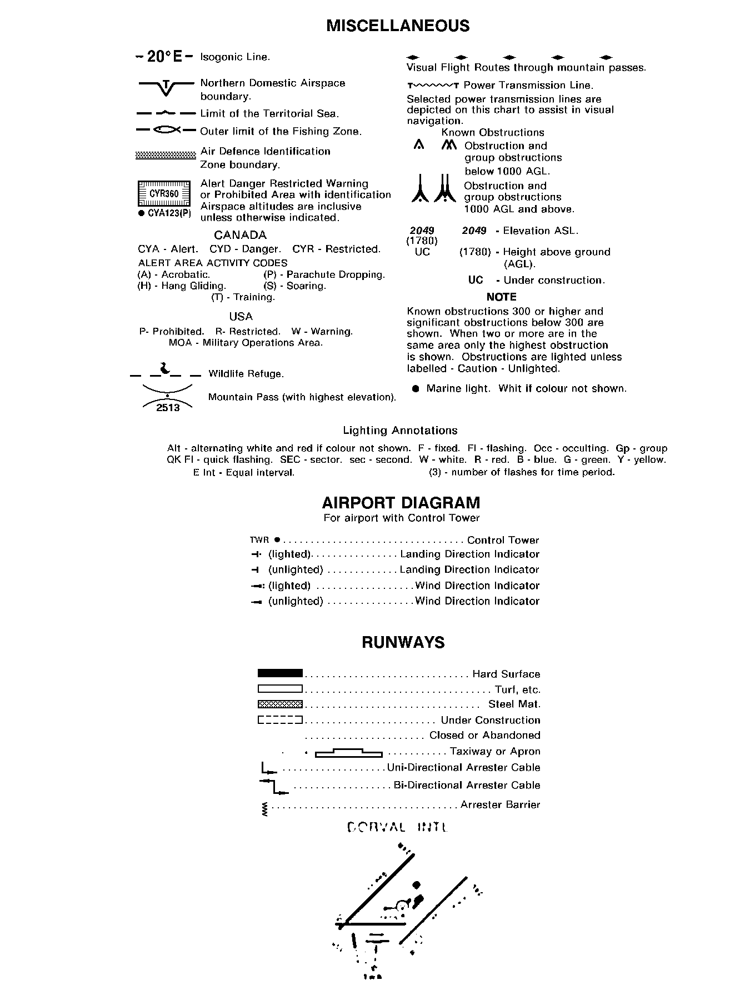 MISCELLANEOUS
- 20°E - Isogonic Line.
T Northern Domestic Airspace
boundary.
Limit of the Territorial Sea.
Outer limit of the Fishing Zone.
Air Defence Identification
Zone boundary.
CYR360
● CYA123(P)
Alert Danger Restricted Warning
or Prohibited Area with identification
Airspace altitudes are inclusive
unless otherwise indicated.
CANADA
CYA - Alert. CYD - Danger. CYR - Restricted.
ALERT AREA ACTIVITY CODES
(A) - Acrobatic. (P) - Parachute Dropping.
(H) - Hang Gliding. (S) - Soaring.
(T) - Training.
USA
P- Prohibited. R- Restricted. W - Warning.
MOA - Military Operations Area.
Wildlife Refuge.
Mountain Pass (with highest elevation).
2513
Visual Flight Routes through mountain passes.
T T Power Transmission Line.
Selected power transmission lines are
depicted on this chart to assist in visual
navigation.
Known Obstructions
Obstruction and
group obstructions
below 1000 AGL.
Obstruction and
group obstructions
1000 AGL and above.
2049 2049 - Elevation ASL.
(1780)
UC (1780) - Height above ground
(AGL).
UC - Under construction.
NOTE
Known obstructions 300 or higher and
significant obstructions below 300 are
shown. When two or more are in the
same area only the highest obstruction
is shown. Obstructions are lighted unless
labelled - Caution - Unlighted.
● Marine light. Whit if colour not shown.
Lighting Annotations
Alt - alternating white and red if colour not shown. F - fixed. Fl - flashing. Occ - occulting. Gp - group
QK Fl - quick flashing. SEC - sector. sec - second. W - white. R - red. B - blue. G - green. Y - yellow.
E Int - Equal interval. (3) - number of flashes for time period.
AIRPORT DIAGRAM
For airport with Control Tower
TWR ● ................................. Control Tower
(lighted)................ Landing Direction Indicator
(unlighted) ............. Landing Direction Indicator
(lighted) .................. Wind Direction Indicator
(unlighted) ................ Wind Direction Indicator
RUNWAYS
.............................. Hard Surface
.................................. Turf, etc.
................................ Steel Mat.
........................ Under Construction
...................... Closed or Abandoned
........... Taxiway or Apron
................... Uni-Directional Arrester Cable
.................. Bi-Directional Arrester Cable
.................................. Arrester Barrier
DORVAL INTL